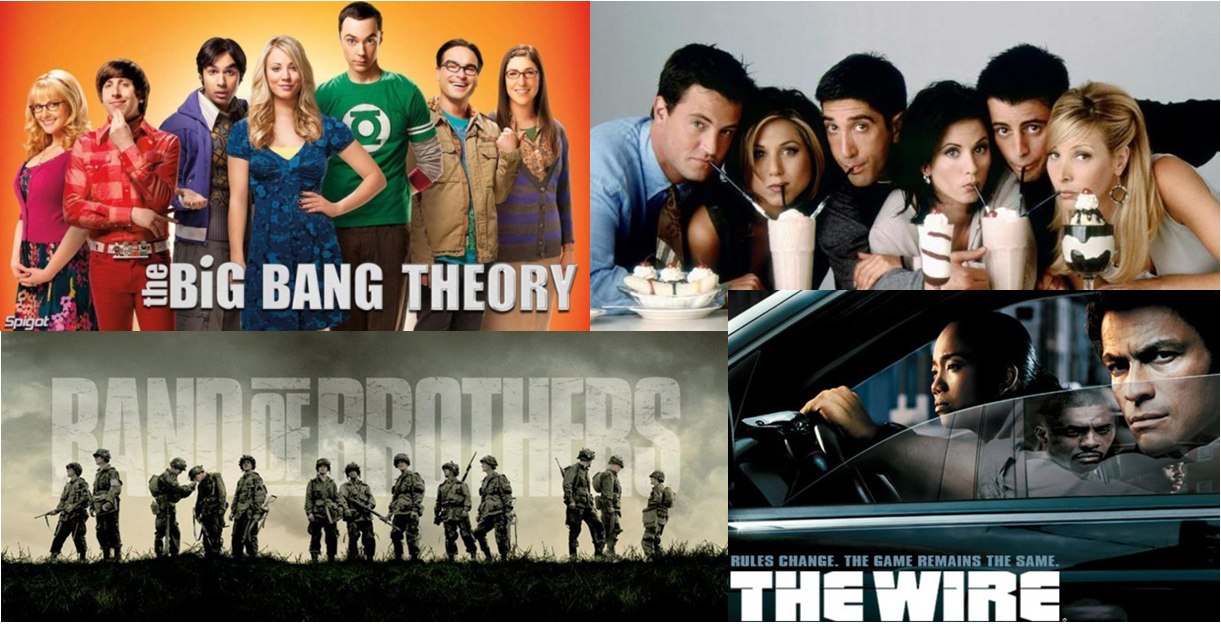 the BiG BANG THEORY
Spigot
BAND OF BROTHERS
RULES CHANGE. THE GAME REMAINS THE SAME.
THE WIRE